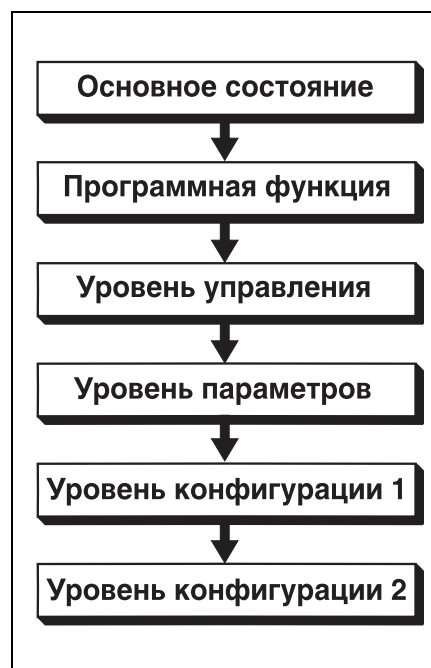 Основное состояние
Программная функция
Уровень управления
Уровень параметров
Уровень конфигурации 1
Уровень конфигурации 2